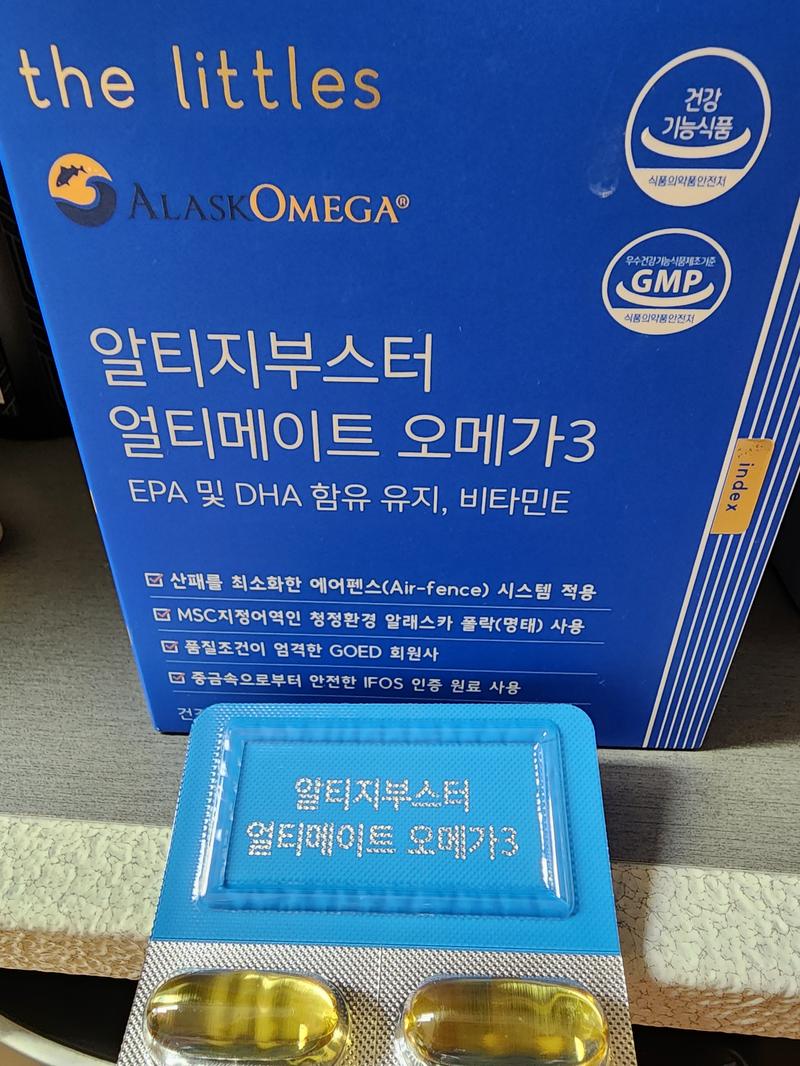 the littles
건강
기능식품
식품의약품안전처
ALASKOMEGA®
우수건강기능식품제조기준
GMP
식품의약품안전처
알티지부스터
얼티메이트 오메가3
EPA 및 DHA 함유 유지, 비타민E
index
산패를 최소화한 에어펜스(Air-fence) 시스템 적용
MSC지정어역인 청정환경 알래스카 폴락(명태) 사용
품질조건이 엄격한 GOED 회원사
중금속으로부터 안전한 IFOS 인증 원료 사용
알티지부스터
얼티메이트 오메가3